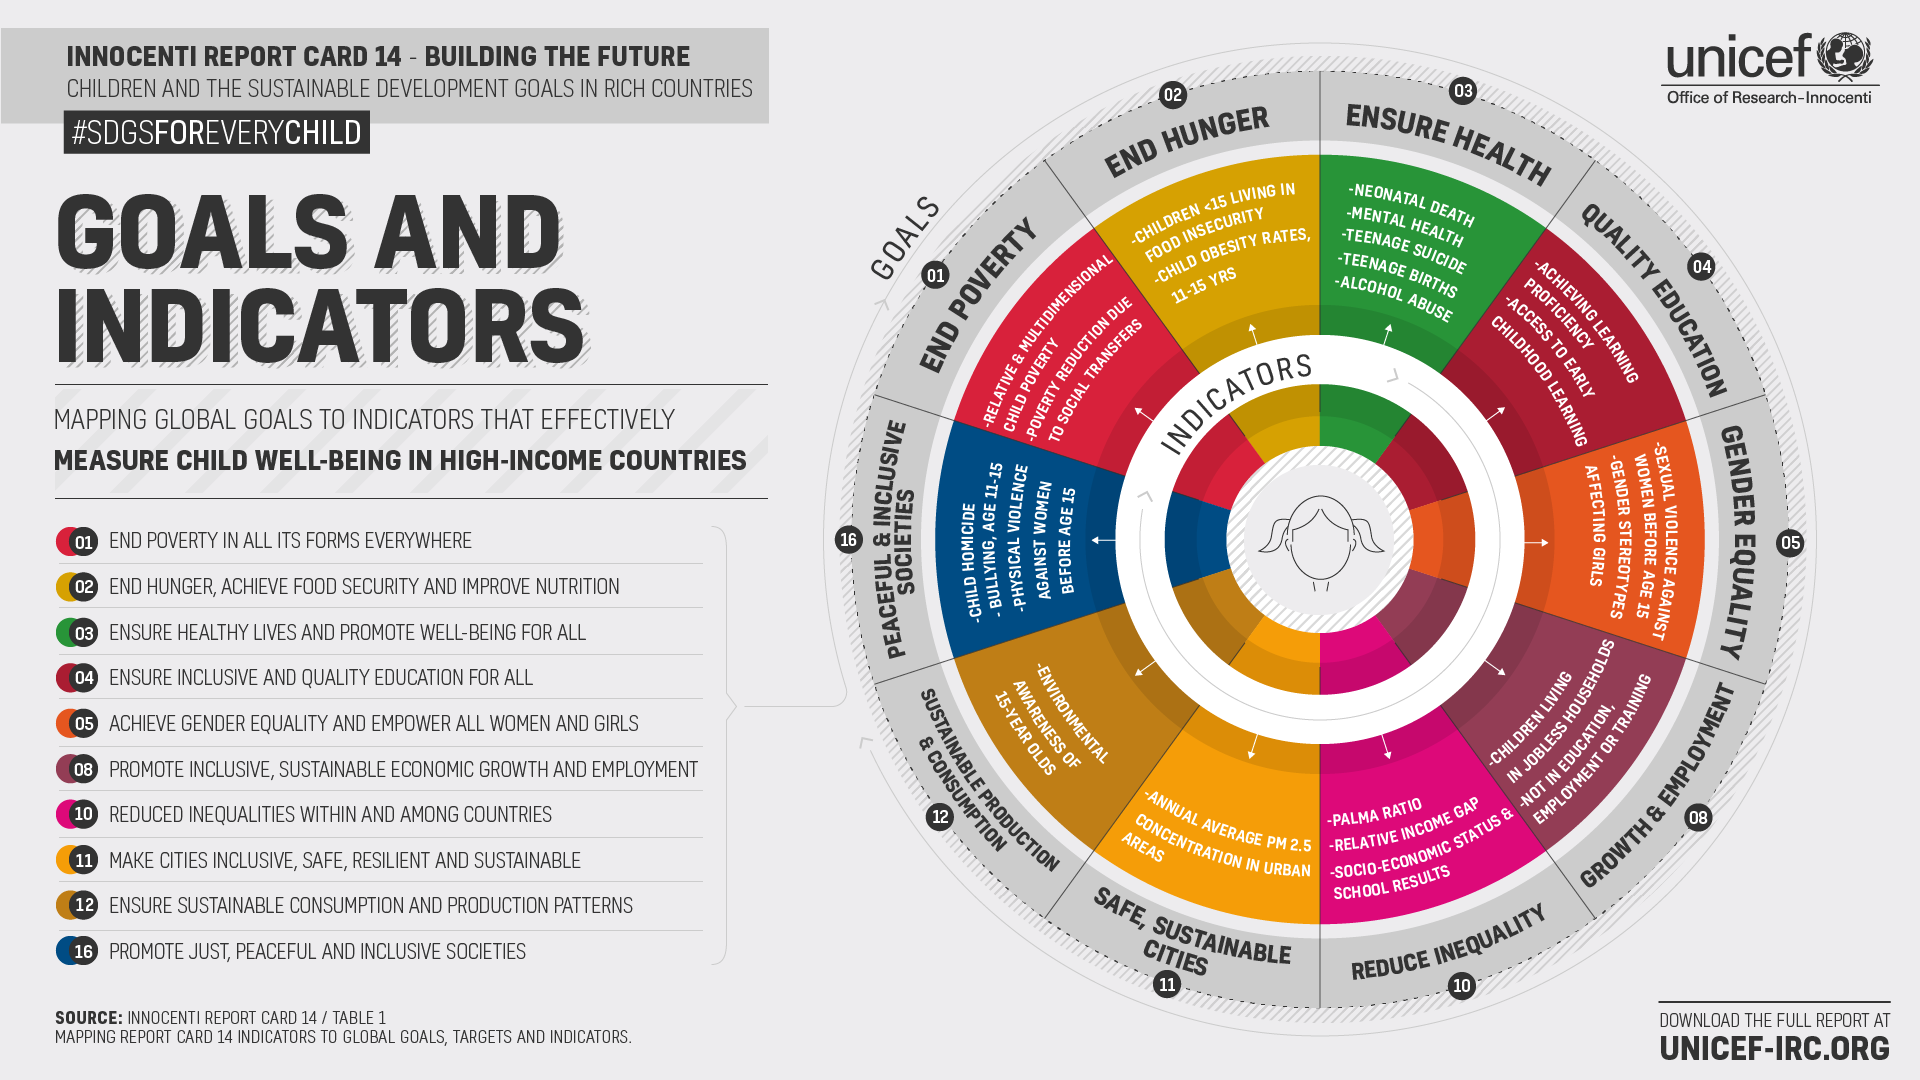 INNOCENTI REPORT CARD 14 - BUILDING THE FUTURE
CHILDREN AND THE SUSTAINABLE DEVELOPMENT GOALS IN RICH COUNTRIES
#SDGSFOREVERYCHILD
GOALS AND
INDICATORS
MAPPING GLOBAL GOALS TO INDICATORS THAT EFFECTIVELY
MEASURE CHILD WELL-BEING IN HIGH-INCOME COUNTRIES
01 END POVERTY IN ALL ITS FORMS EVERYWHERE
02 END HUNGER, ACHIEVE FOOD SECURITY AND IMPROVE NUTRITION
03 ENSURE HEALTHY LIVES AND PROMOTE WELL-BEING FOR ALL
04 ENSURE INCLUSIVE AND QUALITY EDUCATION FOR ALL
05 ACHIEVE GENDER EQUALITY AND EMPOWER ALL WOMEN AND GIRLS
08 PROMOTE INCLUSIVE, SUSTAINABLE ECONOMIC GROWTH AND EMPLOYMENT
10 REDUCED INEQUALITIES WITHIN AND AMONG COUNTRIES
11 MAKE CITIES INCLUSIVE, SAFE, RESILIENT AND SUSTAINABLE
12 ENSURE SUSTAINABLE CONSUMPTION AND PRODUCTION PATTERNS
16 PROMOTE JUST, PEACEFUL AND INCLUSIVE SOCIETIES
SOURCE: INNOCENTI REPORT CARD 14 / TABLE 1
MAPPING REPORT CARD 14 INDICATORS TO GLOBAL GOALS, TARGETS AND INDICATORS.
GOALS
INDICATORS
01
END POVERTY
-RELATIVE & MULTIDIMENSIONAL
CHILD POVERTY
-POVERTY REDUCTION DUE
TO SOCIAL TRANSFERS
02
END HUNGER
-CHILDREN <15 LIVING IN
FOOD INSECURITY
-CHILD OBESITY RATES,
11-15 YRS
03
ENSURE HEALTH
-NEONATAL DEATH
-MENTAL HEALTH
-TEENAGE SUICIDE
-TEENAGE BIRTHS
-ALCOHOL ABUSE
04
QUALITY EDUCATION
-ACHIEVING LEARNING
PROFICIENCY
-ACCESS TO EARLY
CHILDHOOD LEARNING
05
GENDER EQUALITY
-SEXUAL VIOLENCE AGAINST
WOMEN BEFORE AGE 15
-GENDER STEREOTYPES
AFFECTING GIRLS
08
GROWTH & EMPLOYMENT
-CHILDREN LIVING
IN JOBLESS HOUSEHOLDS
-NOT IN EDUCATION,
EMPLOYMENT OR TRAINING
10
REDUCE INEQUALITY
-PALMA RATIO
-RELATIVE INCOME GAP
-SOCIO-ECONOMIC STATUS &
SCHOOL RESULTS
11
SAFE, SUSTAINABLE
CITIES
-ANNUAL AVERAGE PM 2.5
CONCENTRATION IN URBAN
AREAS
12
SUSTAINABLE PRODUCTION
& CONSUMPTION
-ENVIRONMENTAL
AWARENESS OF
15-YEAR OLDS
16
PEACEFUL & INCLUSIVE
SOCIETIES
-CHILD HOMICIDE
- BULLYING, AGE 11-15
-PHYSICAL VIOLENCE
AGAINST WOMEN
BEFORE AGE 15
unicef
Office of Research-Innocenti
DOWNLOAD THE FULL REPORT AT
UNICEF-IRC.ORG